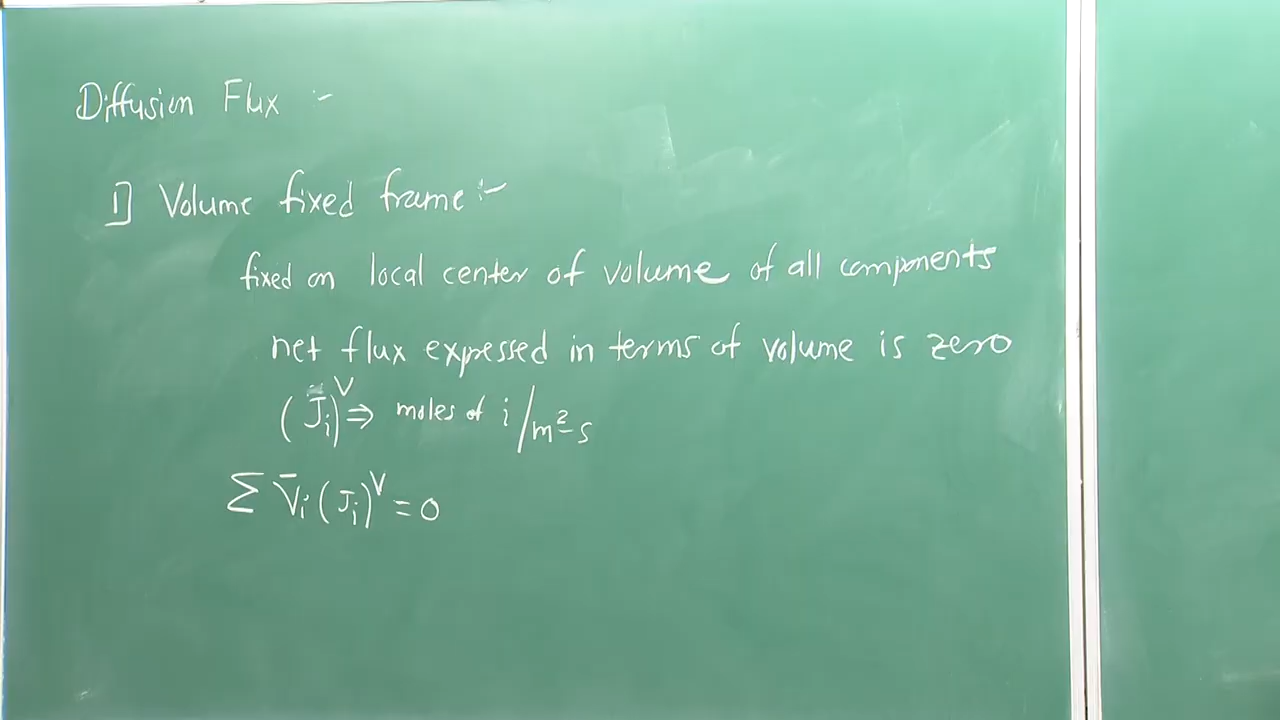 Diffusion Flux :-
1] Volume fixed frame :-
fixed on local center of volume of all components
net flux expressed in terms of volume is zero
(J̄i)^V ⇒ moles of i/m²-s
Σ V̄i (Ji)^V = 0